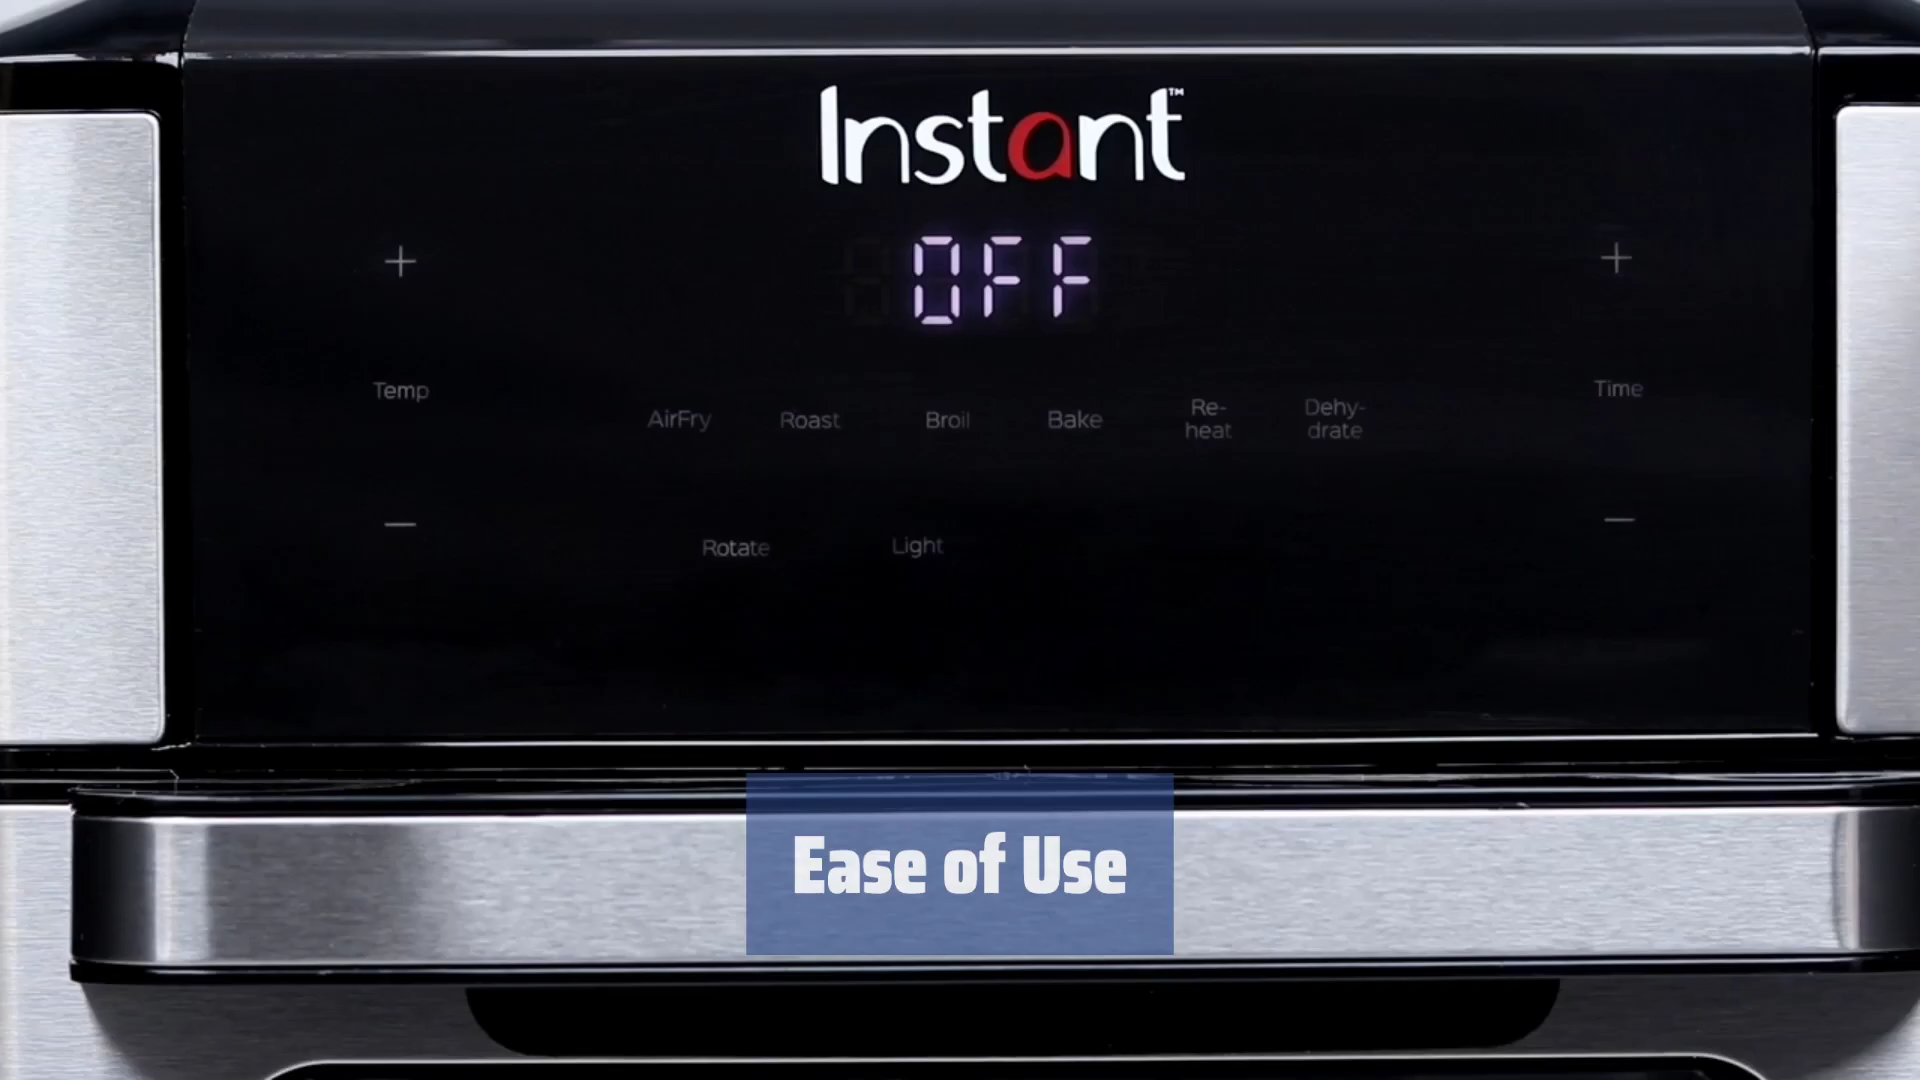 Instant™
OFF
+
+
Temp
Time
AirFry Roast Broil Bake Re-
heat Dehy-
drate
−
−
Rotate Light
Ease of Use